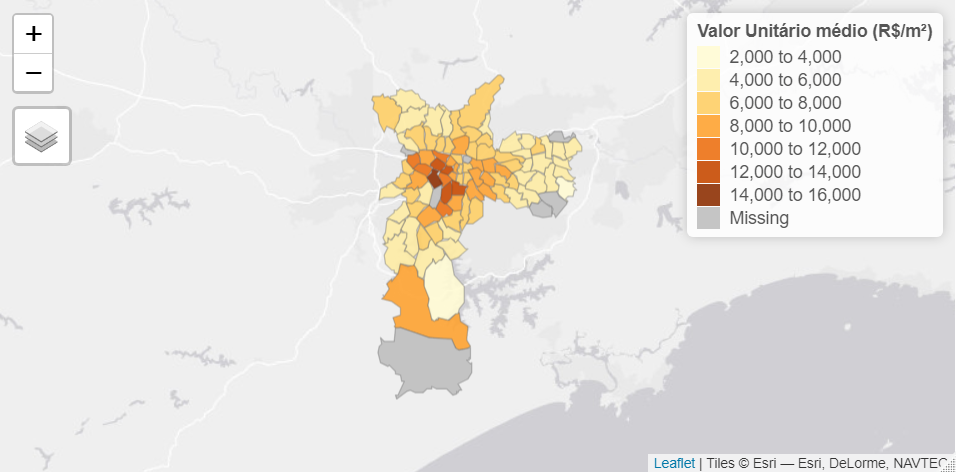 +
−
Valor Unitário médio (R$/m²)
2,000 to 4,000
4,000 to 6,000
6,000 to 8,000
8,000 to 10,000
10,000 to 12,000
12,000 to 14,000
14,000 to 16,000
Missing
Leaflet | Tiles © Esri — Esri, DeLorme, NAVTEQ